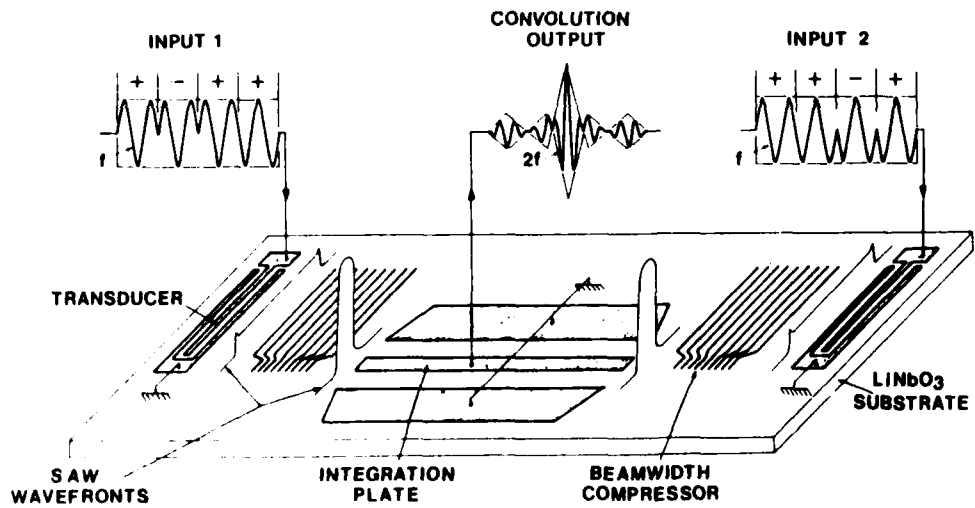 INPUT 1
+ - + +
f
CONVOLUTION
OUTPUT
2f
INPUT 2
+ + - +
f
TRANSDUCER
LiNbO3
SUBSTRATE
SAW
WAVEFRONTS
INTEGRATION
PLATE
BEAMWIDTH
COMPRESSOR